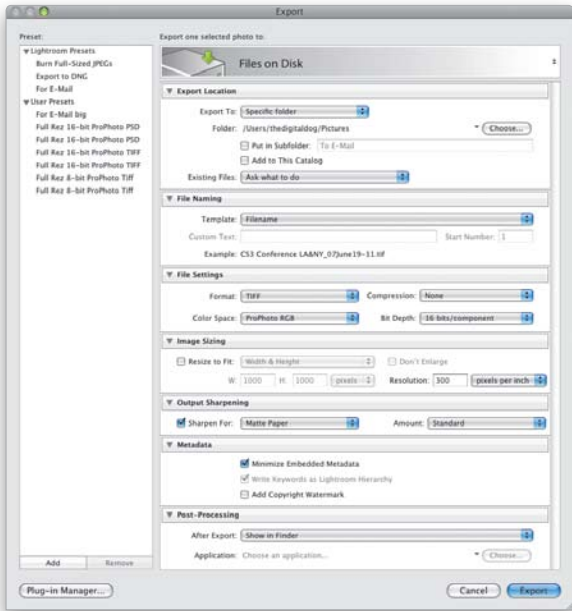 Export
Preset:
Export one selected photo to:
Lightroom Presets
Burn Full-Sized JPEGs
Export to DNG
For E-Mail
User Presets
For E-Mail big
Full Rez 16-bit ProPhoto PSD
Full Rez 16-bit ProPhoto PSD
Full Rez 16-bit ProPhoto TIFF
Full Rez 16-bit ProPhoto TIFF
Full Rez 8-bit ProPhoto Tiff
Full Rez 8-bit ProPhoto Tiff
Add Remove
Files on Disk
Export Location
Export To: Specific folder
Folder: /Users/thedigitaldog/Pictures Choose...
Put in Subfolder: To E-Mail
Add to This Catalog
Existing Files: Ask what to do
File Naming
Template: Filename
Custom Text: Start Number: 1
Example: CS3 Conference LA&NY_07June19-11.tif
File Settings
Format: TIFF Compression: None
Color Space: ProPhoto RGB Bit Depth: 16 bits/component
Image Sizing
Resize to Fit: Width & Height Don't Enlarge
W: 1000 H: 1000 pixels Resolution: 300 pixels per inch
Output Sharpening
Sharpen For: Matte Paper Amount: Standard
Metadata
Minimize Embedded Metadata
Write Keywords as Lightroom Hierarchy
Add Copyright Watermark
Post-Processing
After Export: Show in Finder
Application: Choose an application... Choose...
Plug-in Manager... Cancel Export